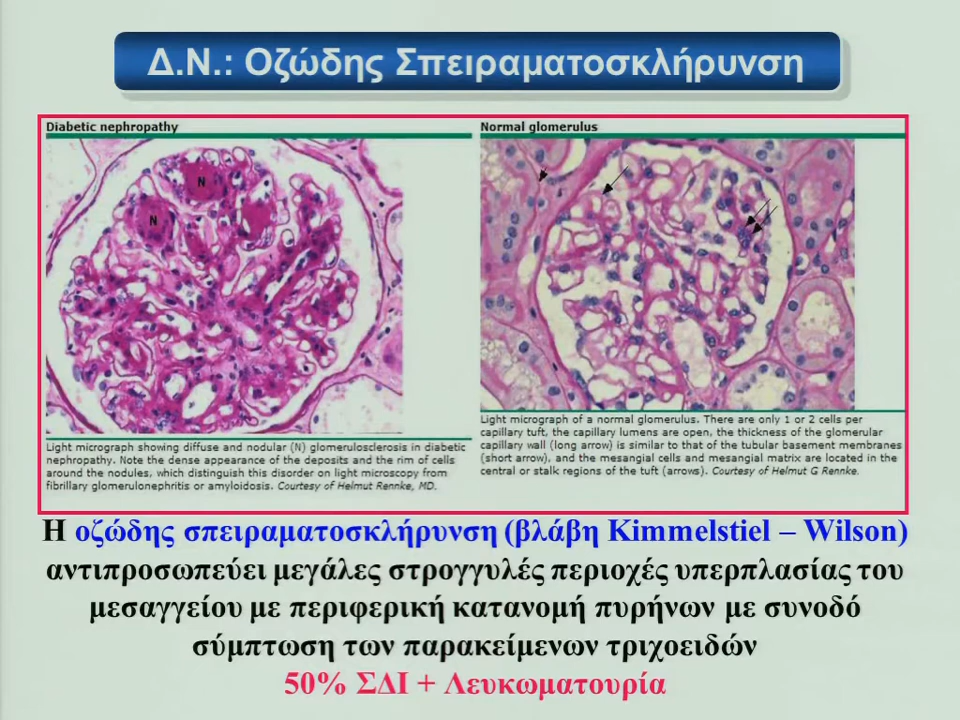 Δ.Ν.: Οζώδης Σπειραματοσκλήρυνση
Diabetic nephropathy
N
N
Light micrograph showing diffuse and nodular (N) glomerulosclerosis in diabetic
nephropathy. Note the dense appearance of the deposits and the rim of cells
around the nodules, which distinguish this disorder on light microscopy from
fibrillary glomerulonephritis or amyloidosis. Courtesy of Helmut Rennke, MD.
Normal glomerulus
Light micrograph of a normal glomerulus. There are only 1 or 2 cells per
capillary tuft, the capillary lumens are open, the thickness of the glomerular
capillary wall (long arrow) is similar to that of the tubular basement membranes
(short arrow), and the mesangial cells and mesangial matrix are located in the
central or stalk regions of the tuft (arrows). Courtesy of Helmut G Rennke.
Η οζώδης σπειραματοσκλήρυνση (βλάβη Kimmelstiel – Wilson)
αντιπροσωπεύει μεγάλες στρογγυλές περιοχές υπερπλασίας του
μεσαγγείου με περιφερική κατανομή πυρήνων με συνοδό
σύμπτωση των παρακείμενων τριχοειδών
50% ΣΔΙ + Λευκωματουρία